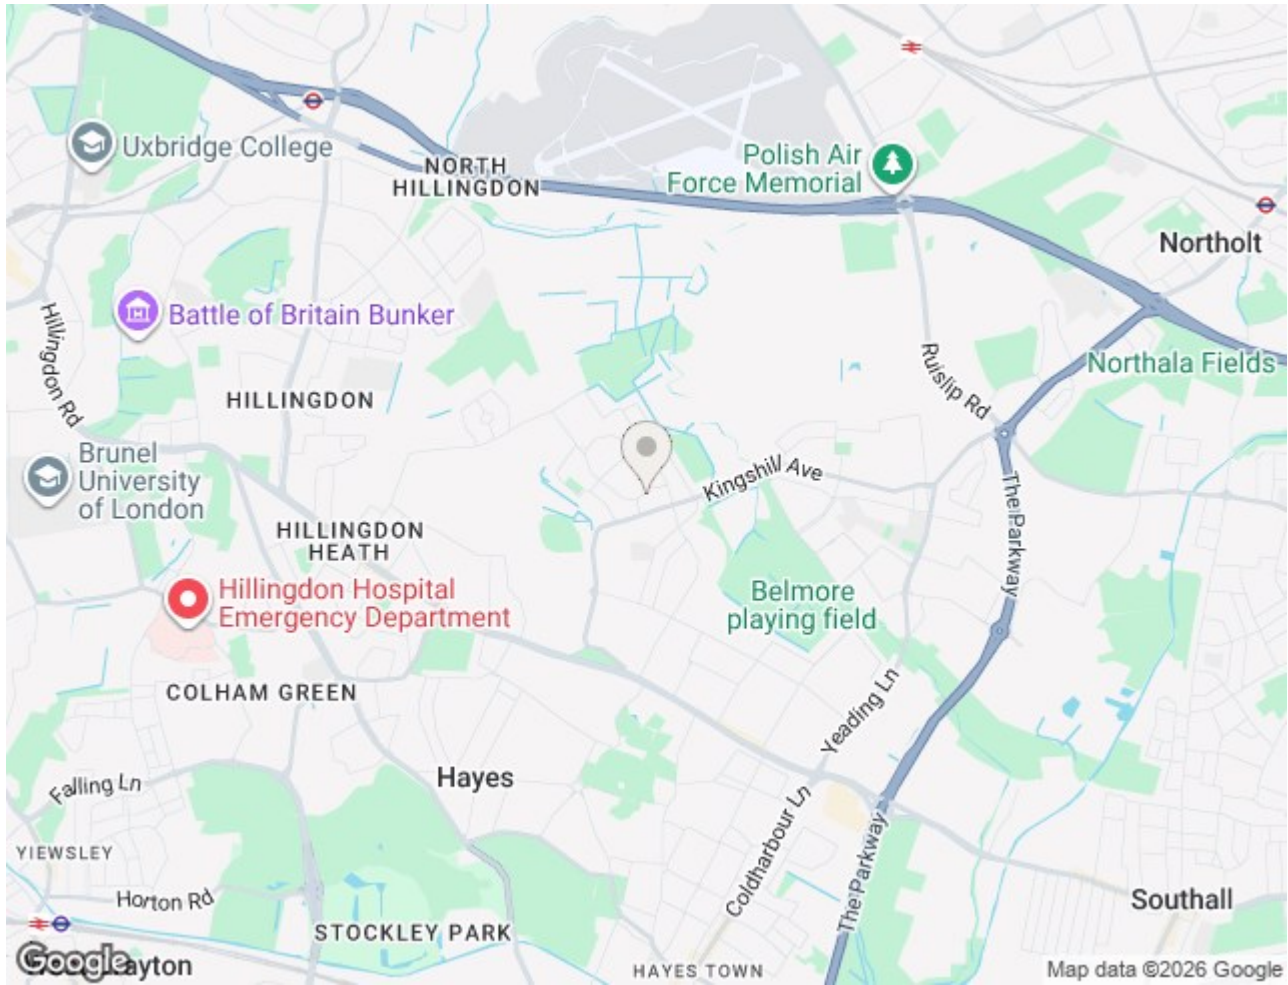 Uxbridge College
NORTH
HILLINGDON
Polish Air
Force Memorial
Northolt
Battle of Britain Bunker
Hillingdon Rd
Northala Fields
Ruislip Rd
HILLINGDON
Brunel
University
of London
Kingshill Ave
The Parkway
HILLINGDON
HEATH
Hillingdon Hospital
Emergency Department
Belmore
playing field
COLHAM GREEN
Yeading Ln
Hayes
Falling Ln
Coldharbour Ln
YIEWSLEY
The Parkway
Horton Rd
Southall
STOCKLEY PARK
Google
Drayton
HAYES TOWN
Map data ©2026 Google